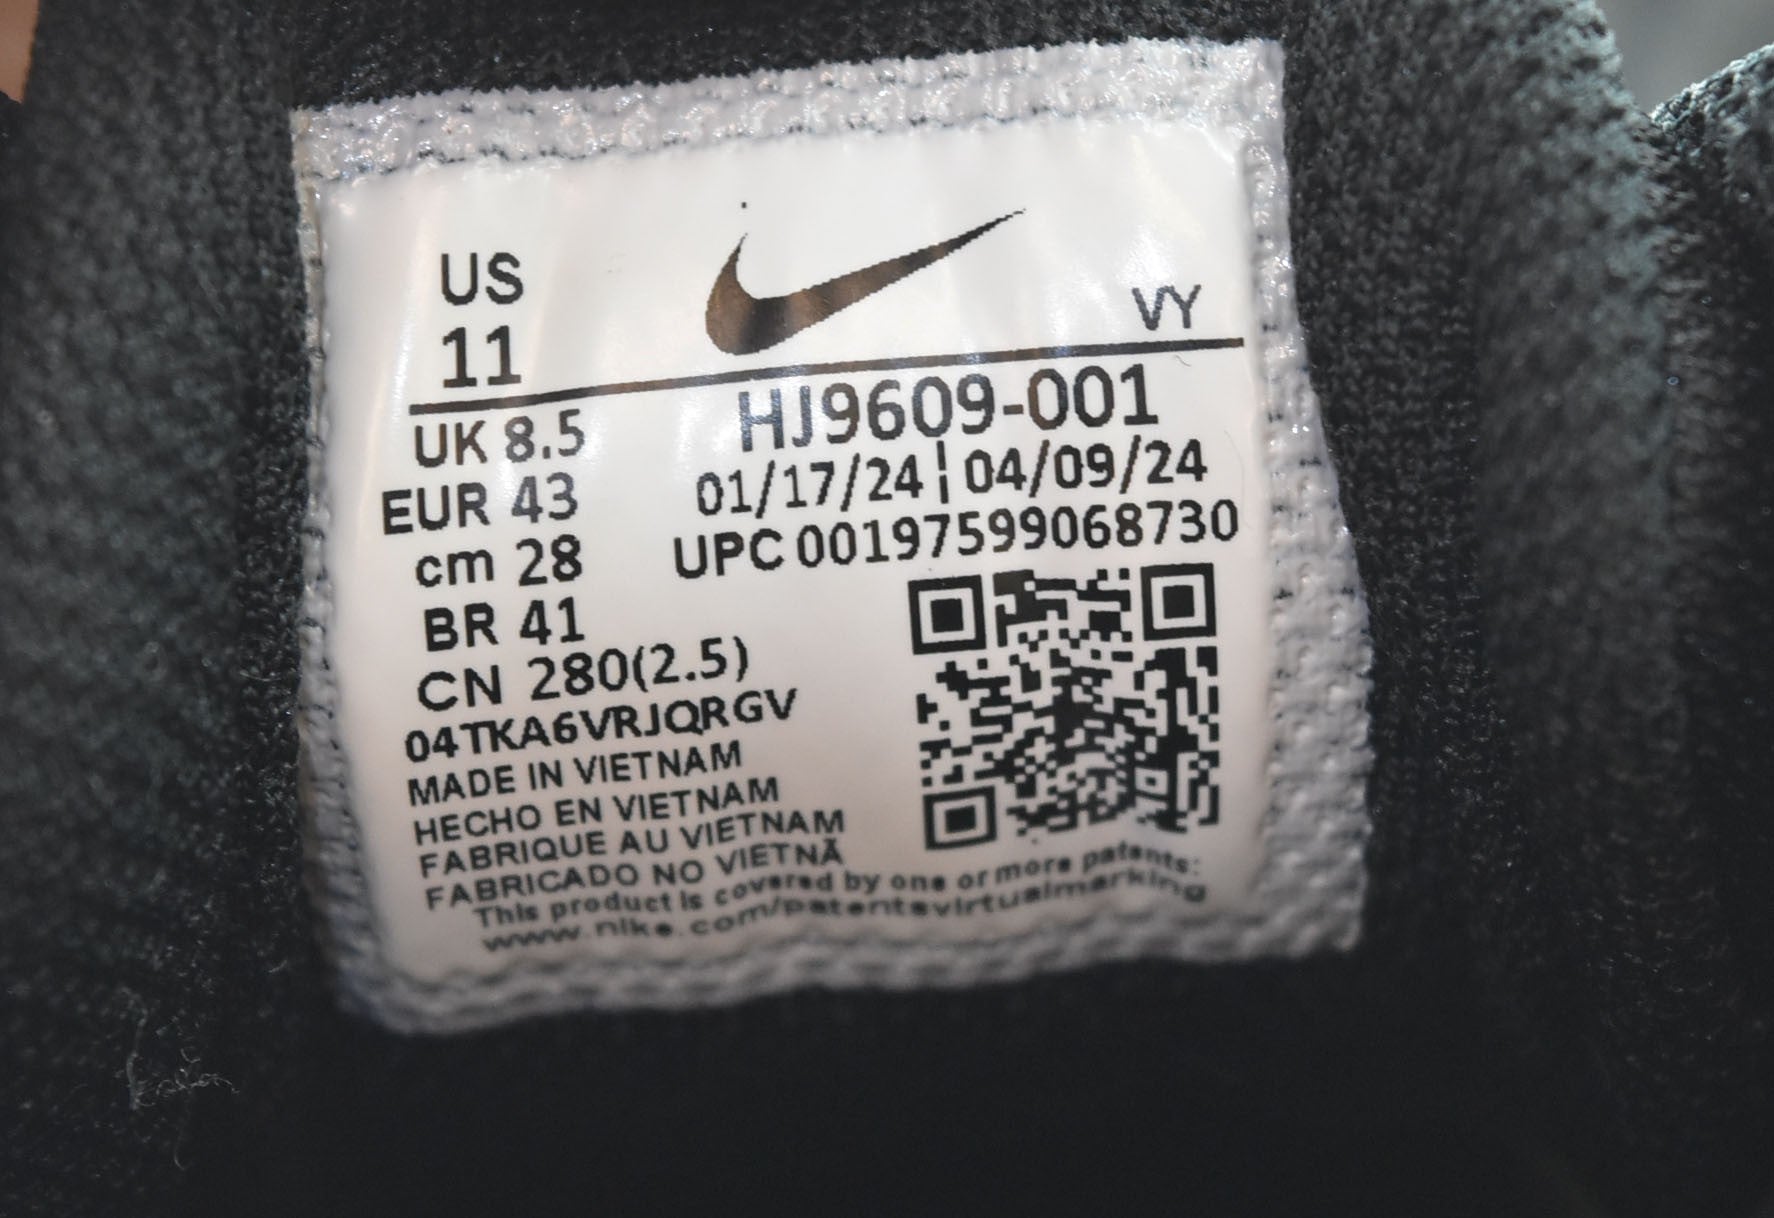 US
11
VY
UK 8.5
HJ9609-001
EUR 43
01/17/24 ¦ 04/09/24
cm 28
UPC 00197599068730
BR 41
CN 280(2.5)
04TKA6VRJQRGV
MADE IN VIETNAM
HECHO EN VIETNAM
FABRIQUE AU VIETNAM
FABRICADO NO VIETNÃ
This product is covered by one or more patents:
www.nike.com/patentsvirtualmarking